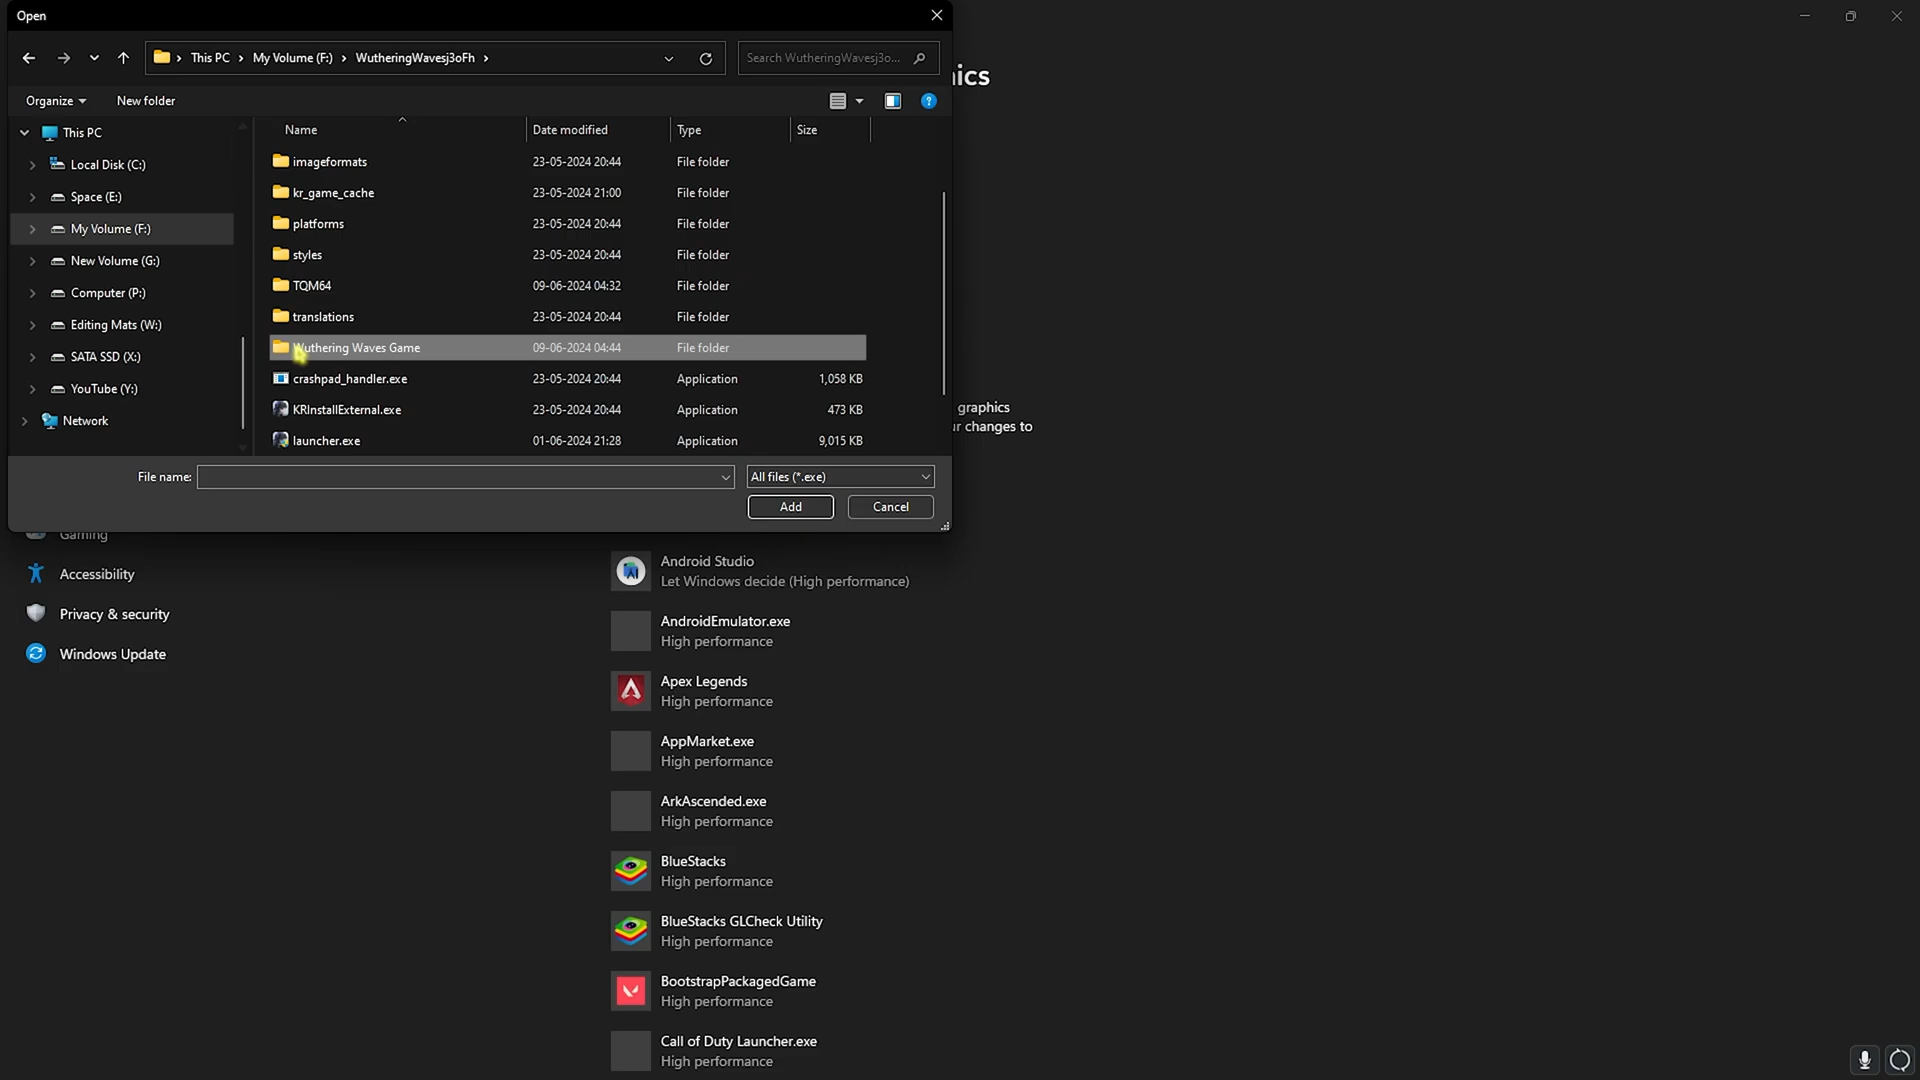 Open
This PC > My Volume (F:) > WutheringWavesj3oFh >
Search WutheringWavesj3o...
ics
Organize
New folder
Name
Date modified
Type
Size
This PC
Local Disk (C:)
Space (E:)
My Volume (F:)
New Volume (G:)
Computer (P:)
Editing Mats (W:)
SATA SSD (X:)
YouTube (Y:)
Network
imageformats 23-05-2024 20:44 File folder
kr_game_cache 23-05-2024 21:00 File folder
platforms 23-05-2024 20:44 File folder
styles 23-05-2024 20:44 File folder
TQM64 09-06-2024 04:32 File folder
translations 23-05-2024 20:44 File folder
Wuthering Waves Game 09-06-2024 04:44 File folder
crashpad_handler.exe 23-05-2024 20:44 Application 1,058 KB
KRInstallExternal.exe 23-05-2024 20:44 Application 473 KB
launcher.exe 01-06-2024 21:28 Application 9,015 KB
graphics
ur changes to
File name:
All files (*.exe)
Add
Cancel
Gaming
Accessibility
Privacy & security
Windows Update
Android Studio
Let Windows decide (High performance)
AndroidEmulator.exe
High performance
Apex Legends
High performance
AppMarket.exe
High performance
ArkAscended.exe
High performance
BlueStacks
High performance
BlueStacks GLCheck Utility
High performance
BootstrapPackagedGame
High performance
Call of Duty Launcher.exe
High performance